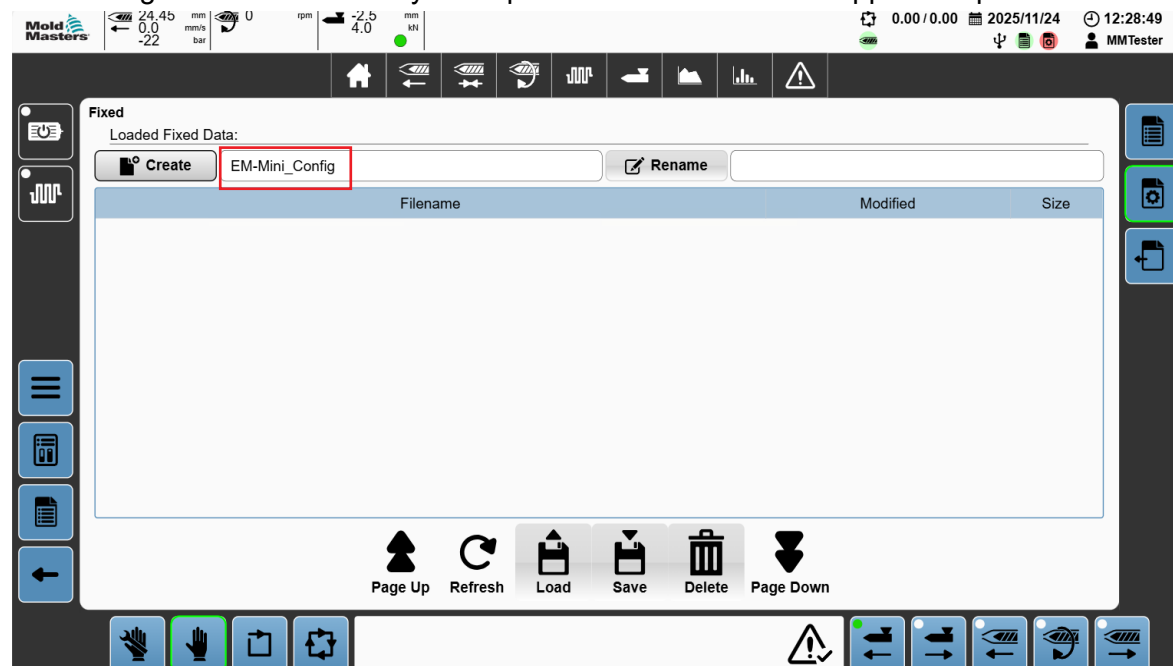 Mold
Masters
24.45 mm
0.0 mm/s
-22 bar
0 rpm
-2.5 mm
4.0 kN
0.00 / 0.00 2025/11/24 12:28:49
MMTester
Fixed
Loaded Fixed Data:
Create EM-Mini_Config Rename
Filename Modified Size
Page Up Refresh Load Save Delete Page Down